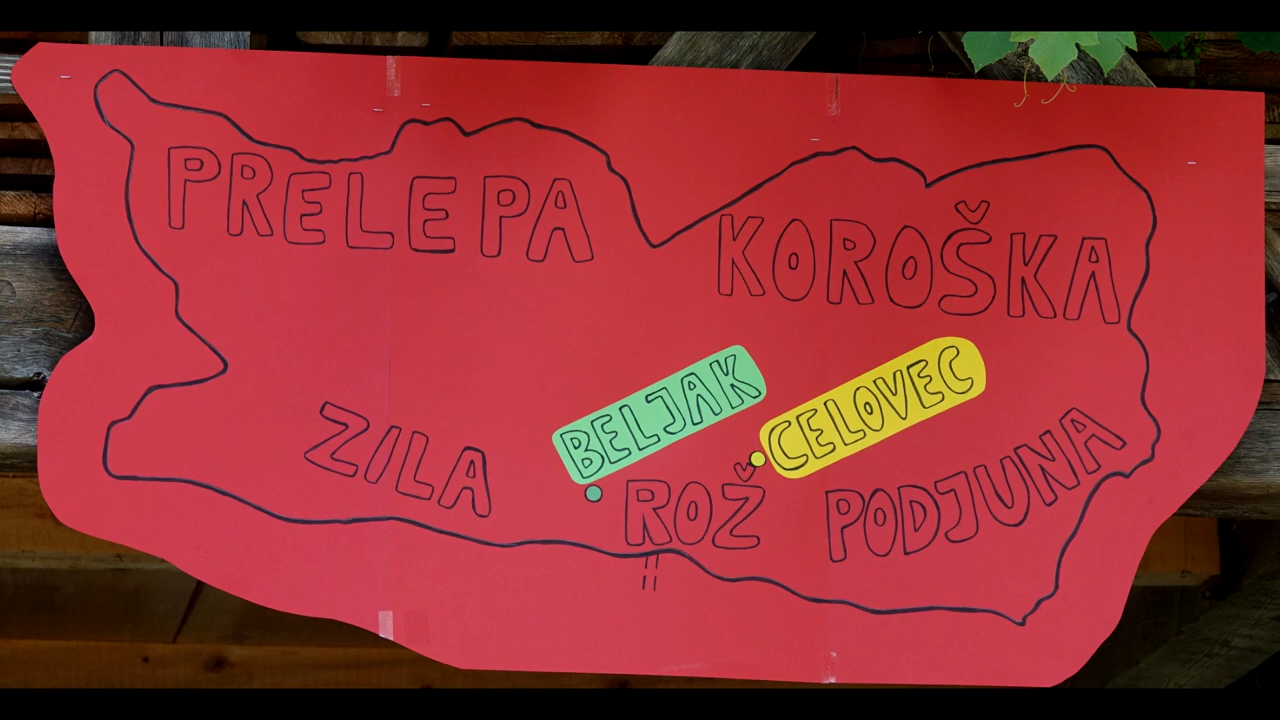 PRELEPA
KOROŠKA
BELJAK
CELOVEC
ZILA
ROŽ
PODJUNA